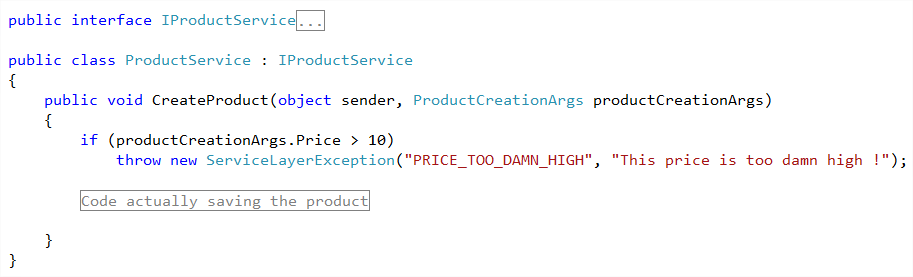 public interface IProductService...
public class ProductService : IProductService
{
public void CreateProduct(object sender, ProductCreationArgs productCreationArgs)
{
if (productCreationArgs.Price > 10)
throw new ServiceLayerException("PRICE_TOO_DAMN_HIGH", "This price is too damn high !");
Code actually saving the product
}
}